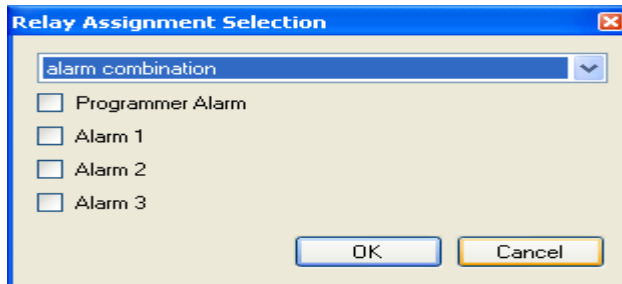 Relay Assignment Selection
alarm combination
Programmer Alarm
Alarm 1
Alarm 2
Alarm 3
OK Cancel